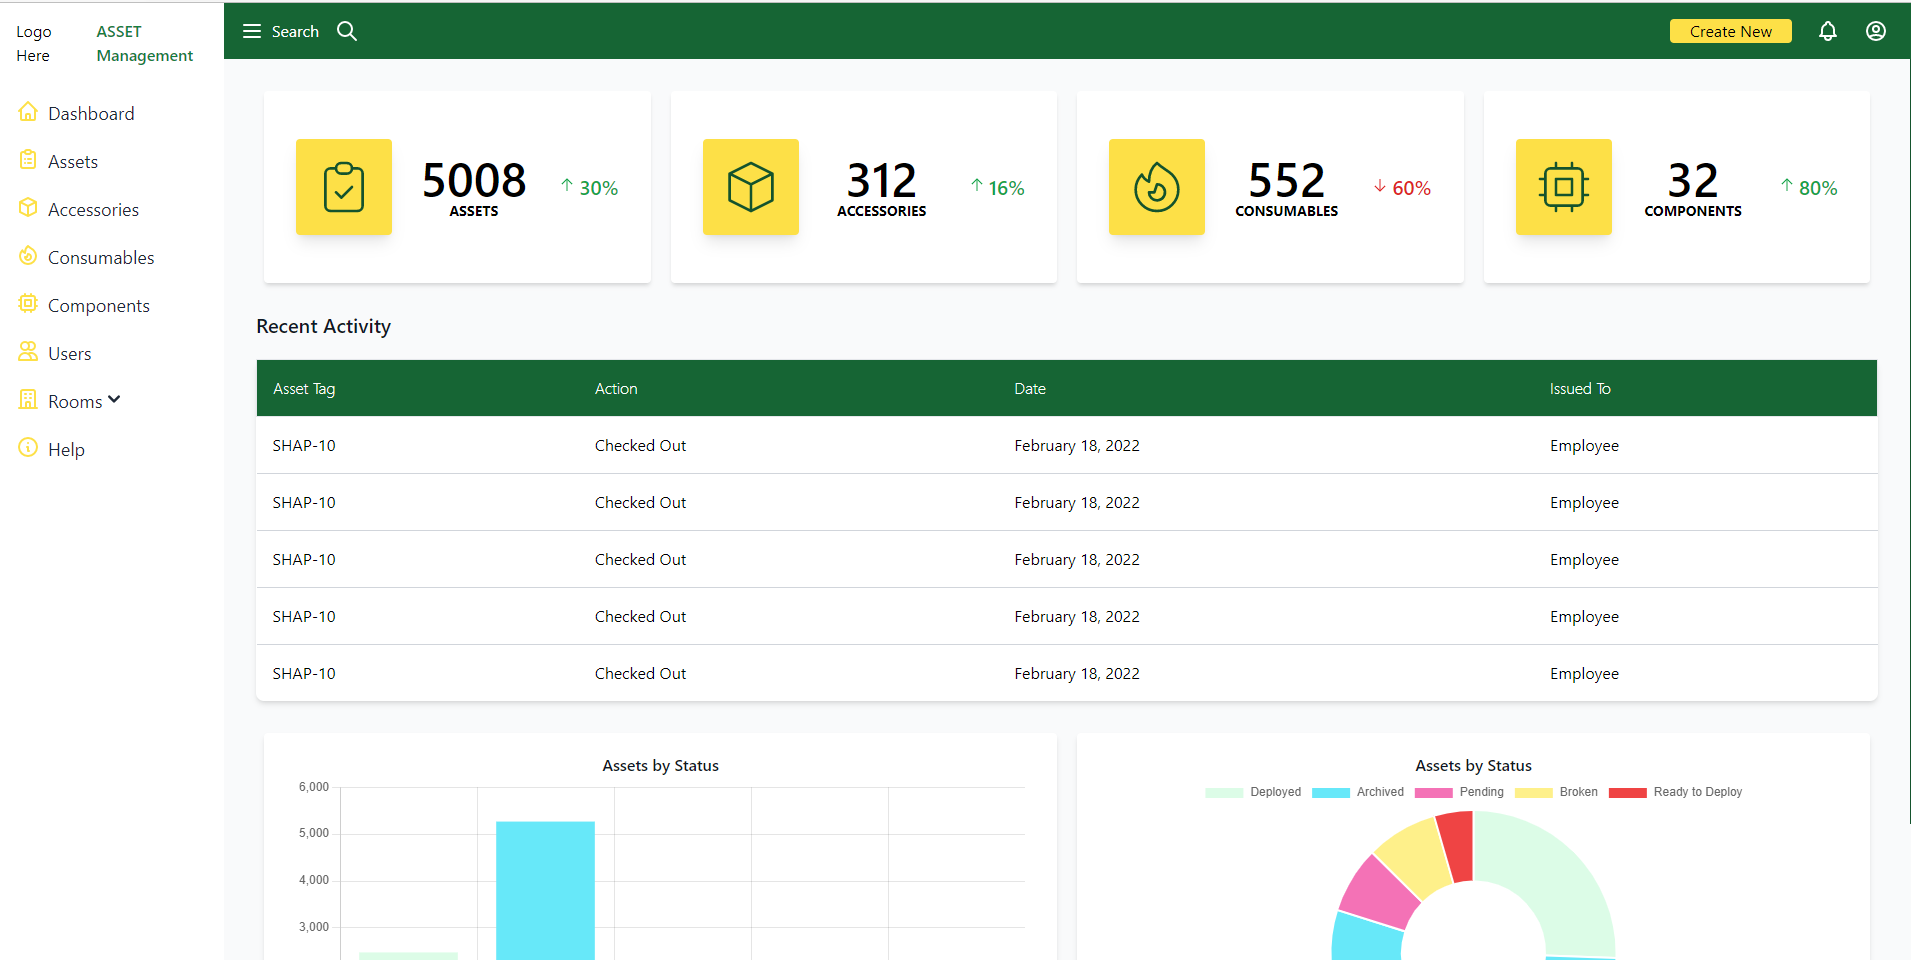 Logo
Here
ASSET
Management
Search
Create New
Dashboard
Assets
Accessories
Consumables
Components
Users
Rooms
Help
5008
ASSETS
30%
312
ACCESSORIES
16%
552
CONSUMABLES
60%
32
COMPONENTS
80%
Recent Activity
Asset Tag Action Date Issued To
SHAP-10 Checked Out February 18, 2022 Employee
SHAP-10 Checked Out February 18, 2022 Employee
SHAP-10 Checked Out February 18, 2022 Employee
SHAP-10 Checked Out February 18, 2022 Employee
SHAP-10 Checked Out February 18, 2022 Employee
Assets by Status
6,000
5,000
4,000
3,000
Assets by Status
Deployed Archived Pending Broken Ready to Deploy